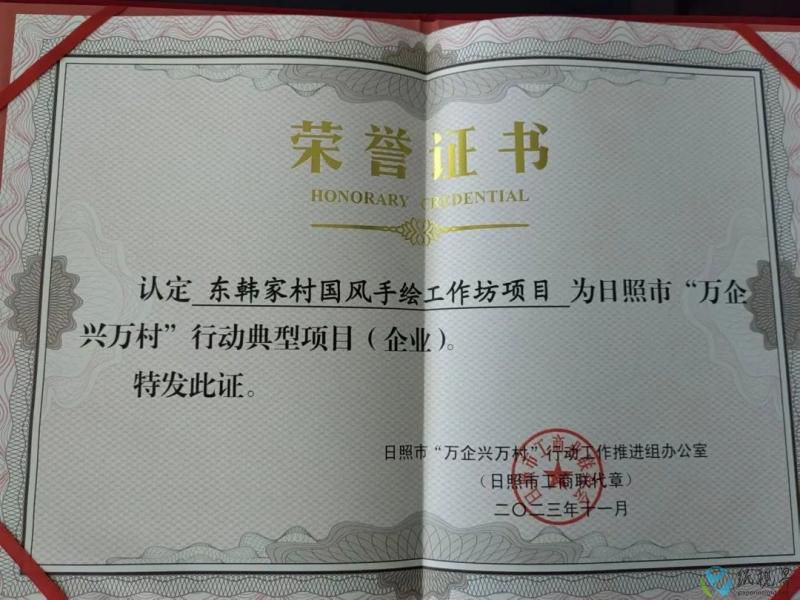 荣誉证书
HONORARY CREDENTIAL
认定 东韩家村国风手绘工作坊项目 为日照市“万企
兴万村”行动典型项目（企业）。
特发此证。
日照市“万企兴万村”行动工作推进组办公室
（日照市工商联代章）
二〇二三年十一月
纸视界